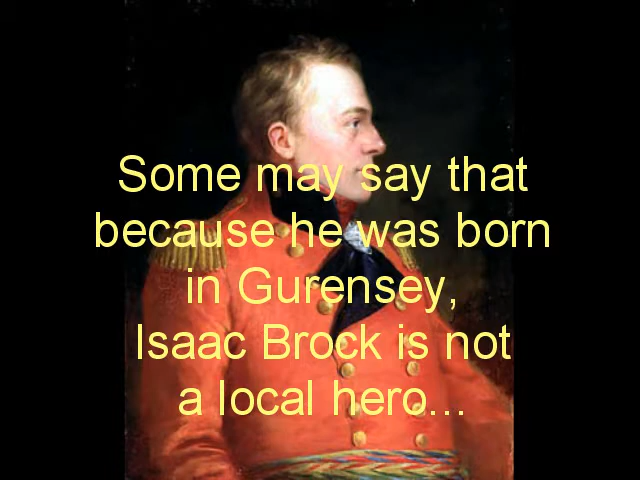 Some may say that
because he was born
in Gurensey,
Isaac Brock is not
a local hero...